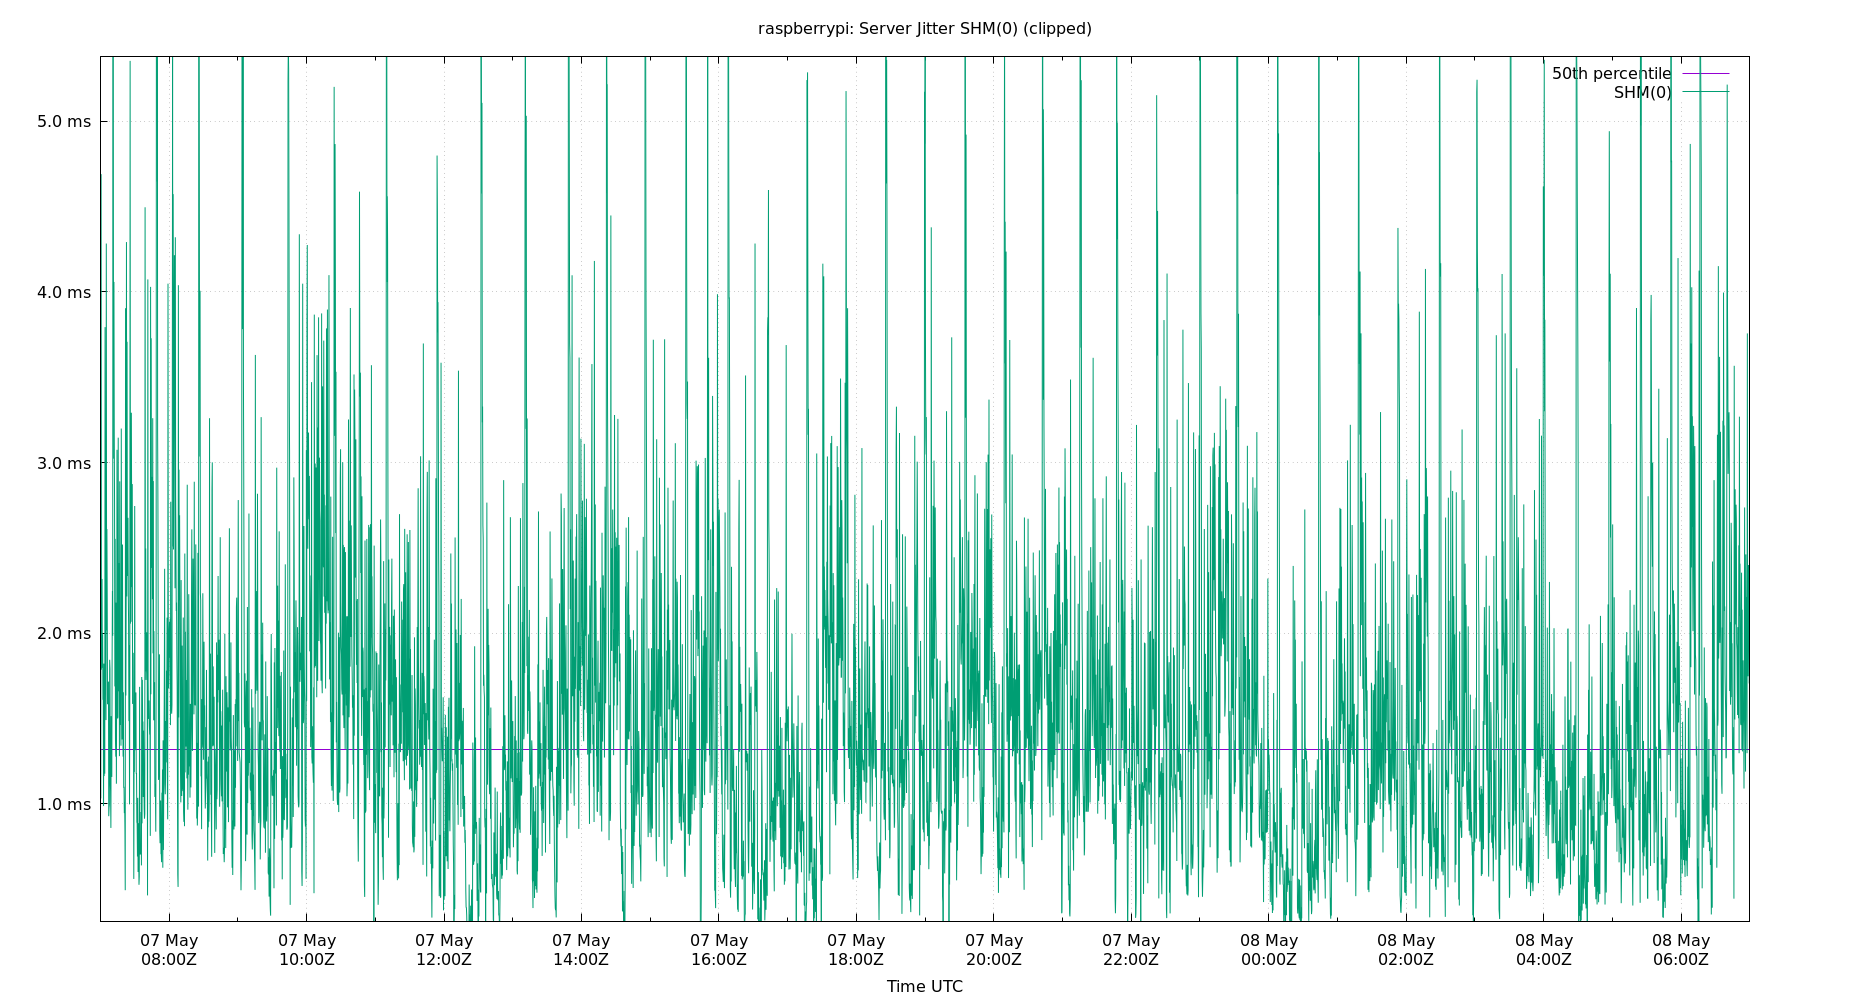 raspberrypi: Server Jitter SHM(0) (clipped)
50th percentile
SHM(0)
5.0 ms
4.0 ms
3.0 ms
2.0 ms
1.0 ms
07 May 07 May 07 May 07 May 07 May 07 May 07 May 07 May 08 May 08 May 08 May 08 May
08:00Z 10:00Z 12:00Z 14:00Z 16:00Z 18:00Z 20:00Z 22:00Z 00:00Z 02:00Z 04:00Z 06:00Z
Time UTC